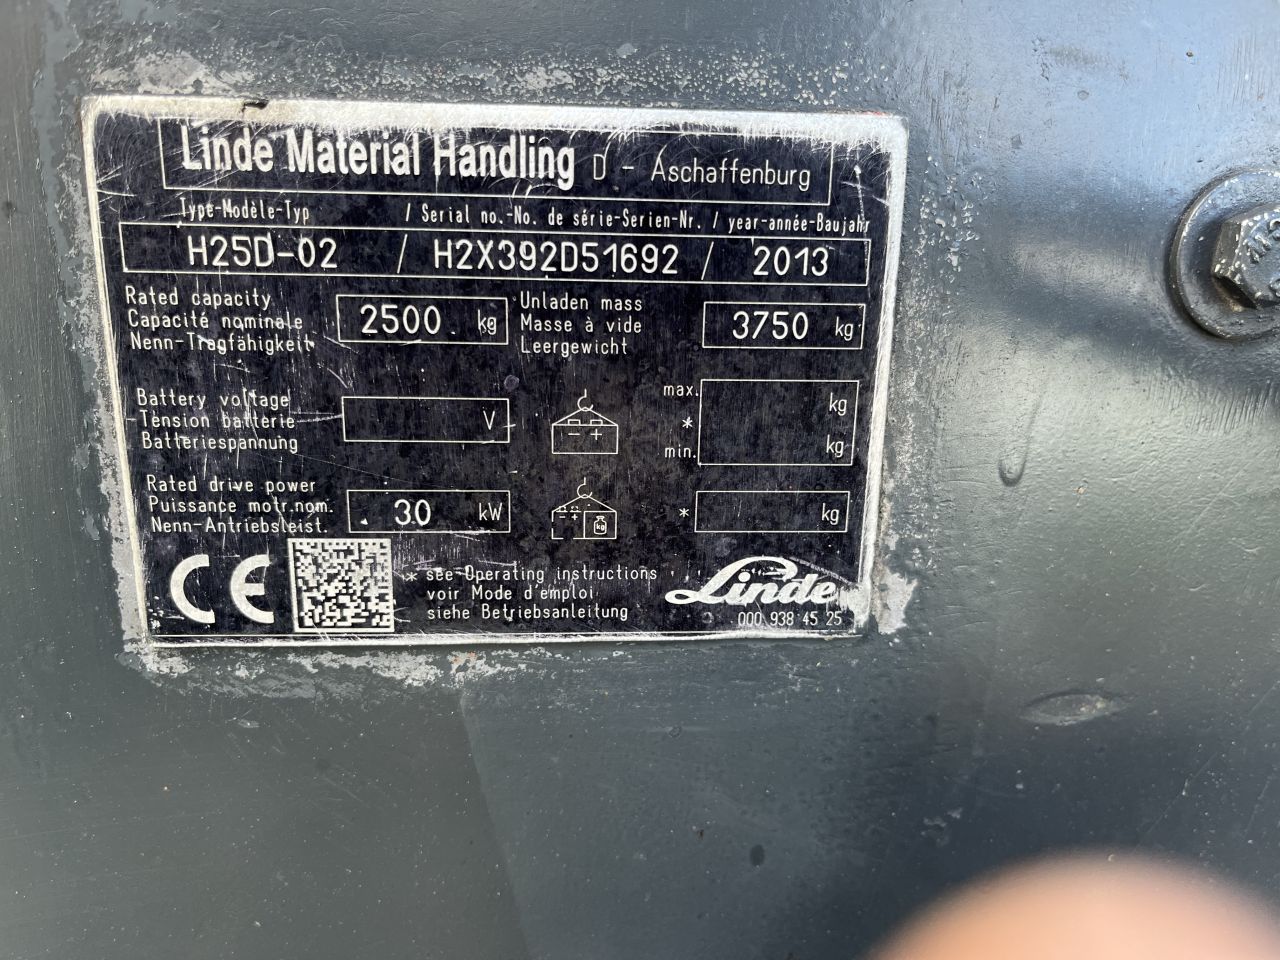 Linde Material Handling D - Aschaffenburg
Type-Modèle-Typ / Serial no.-No. de série-Serien-Nr. / year-année-Baujahr
H25D-02 / H2X392D51692 / 2013
Rated capacity
Capacité nominale
Nenn-Tragfähigkeit
2500 kg
Unladen mass
Masse à vide
Leergewicht
3750 kg
Battery voltage
Tension batterie
Batteriespannung
V
- +
max. kg
*
min. kg
Rated drive power
Puissance motr.nom.
Nenn-Antriebsleist.
30 kW
- + kg
* kg
CE
* see Operating instructions
voir Mode d'emploi
siehe Betriebsanleitung
Linde
000 938 45 25